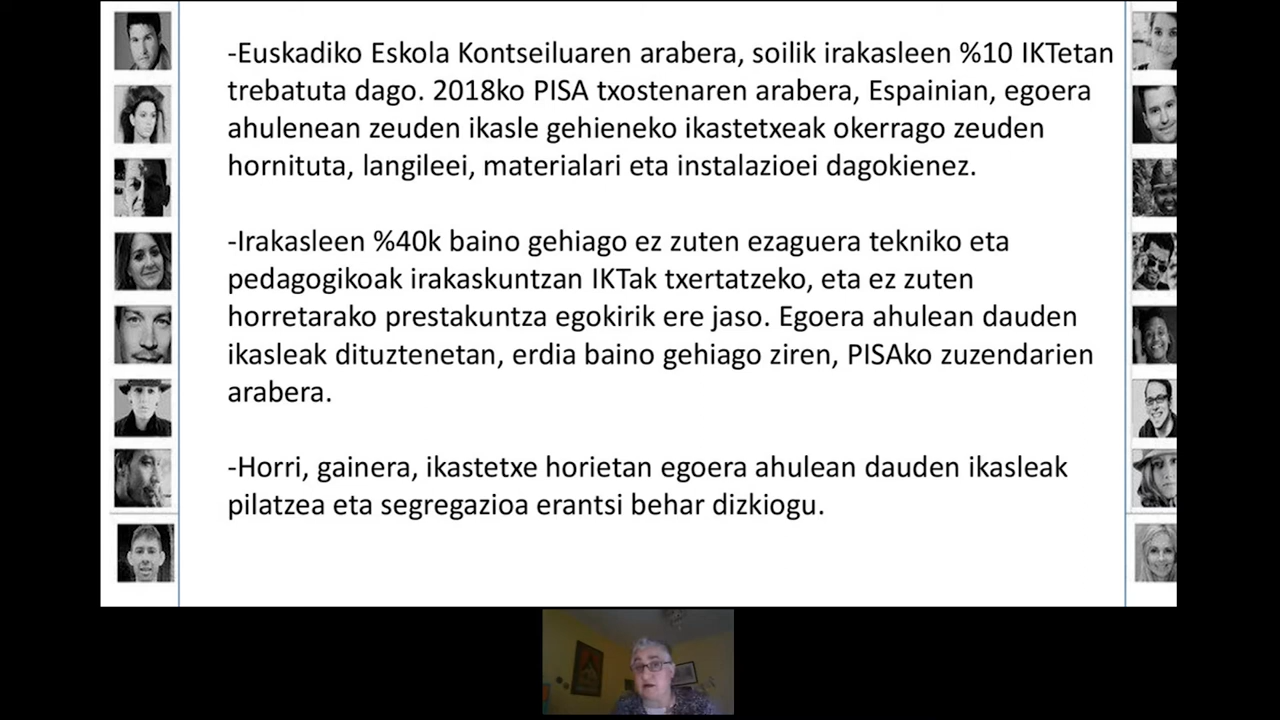 -Euskadiko Eskola Kontseiluaren arabera, soilik irakasleen %10 IKTetan
trebatuta dago. 2018ko PISA txostenaren arabera, Espainian, egoera
ahulenean zeuden ikasle gehieneko ikastetxeak okerrago zeuden
hornituta, langileei, materialari eta instalazioei dagokienez.
-Irakasleen %40k baino gehiago ez zuten ezaguera tekniko eta
pedagogikoak irakaskuntzan IKTak txertatzeko, eta ez zuten
horretarako prestakuntza egokirik ere jaso. Egoera ahulean dauden
ikasleak dituztenetan, erdia baino gehiago ziren, PISAko zuzendarien
arabera.
-Horri, gainera, ikastetxe horietan egoera ahulean dauden ikasleak
pilatzea eta segregazioa erantsi behar dizkiogu.